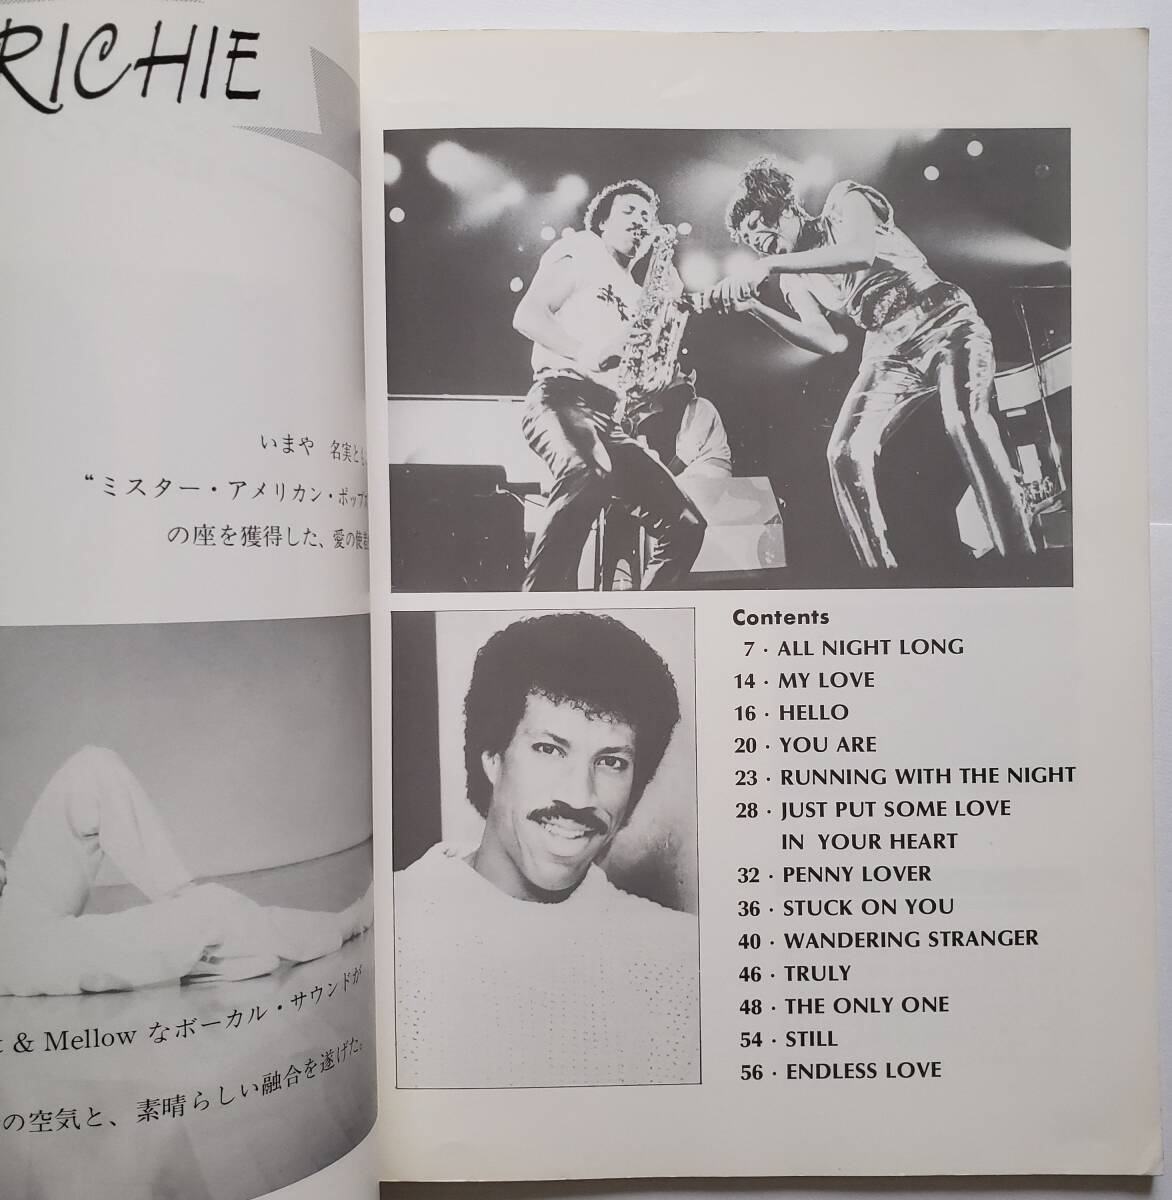 RICHIE
いまや 名実と
“ミスター・アメリカン・ポップ
の座を獲得した、愛の使
& Mellow なボーカル・サウンドが
の空気と、素晴らしい融合を遂げた。
Contents
7・ALL NIGHT LONG
14・MY LOVE
16・HELLO
20・YOU ARE
23・RUNNING WITH THE NIGHT
28・JUST PUT SOME LOVE
IN YOUR HEART
32・PENNY LOVER
36・STUCK ON YOU
40・WANDERING STRANGER
46・TRULY
48・THE ONLY ONE
54・STILL
56・ENDLESS LOVE